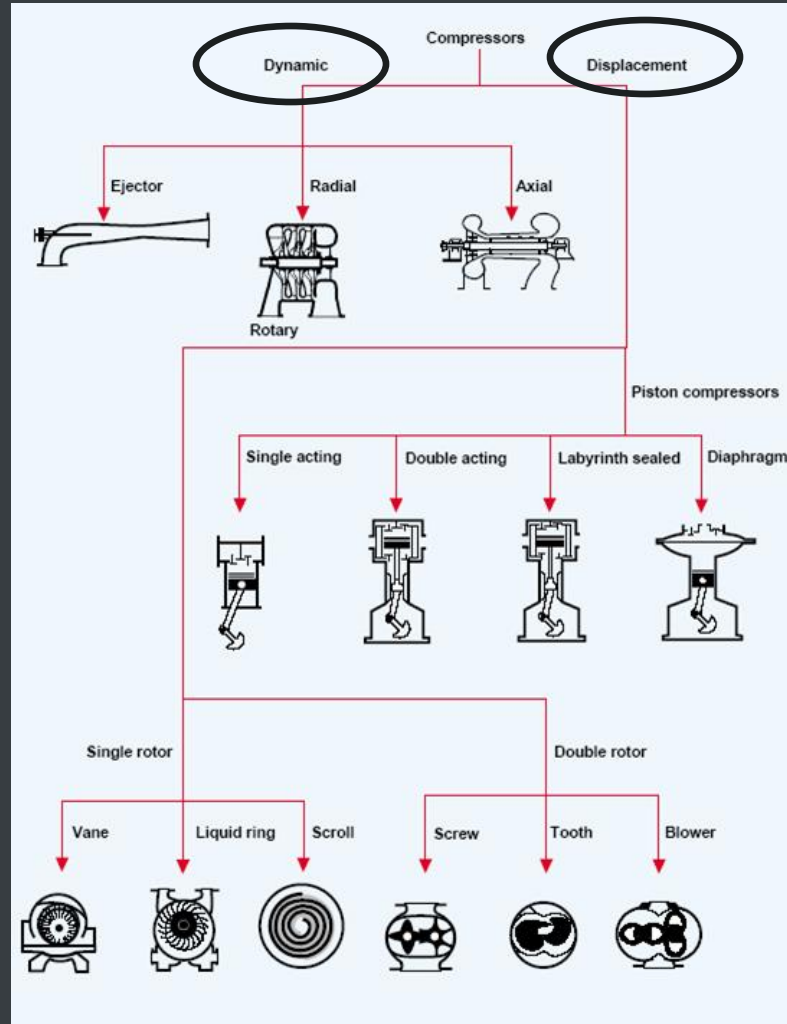 Compressors
Dynamic
Displacement
Ejector
Radial
Axial
Rotary
Piston compressors
Single acting
Double acting
Labyrinth sealed
Diaphragm
Single rotor
Double rotor
Vane
Liquid ring
Scroll
Screw
Tooth
Blower